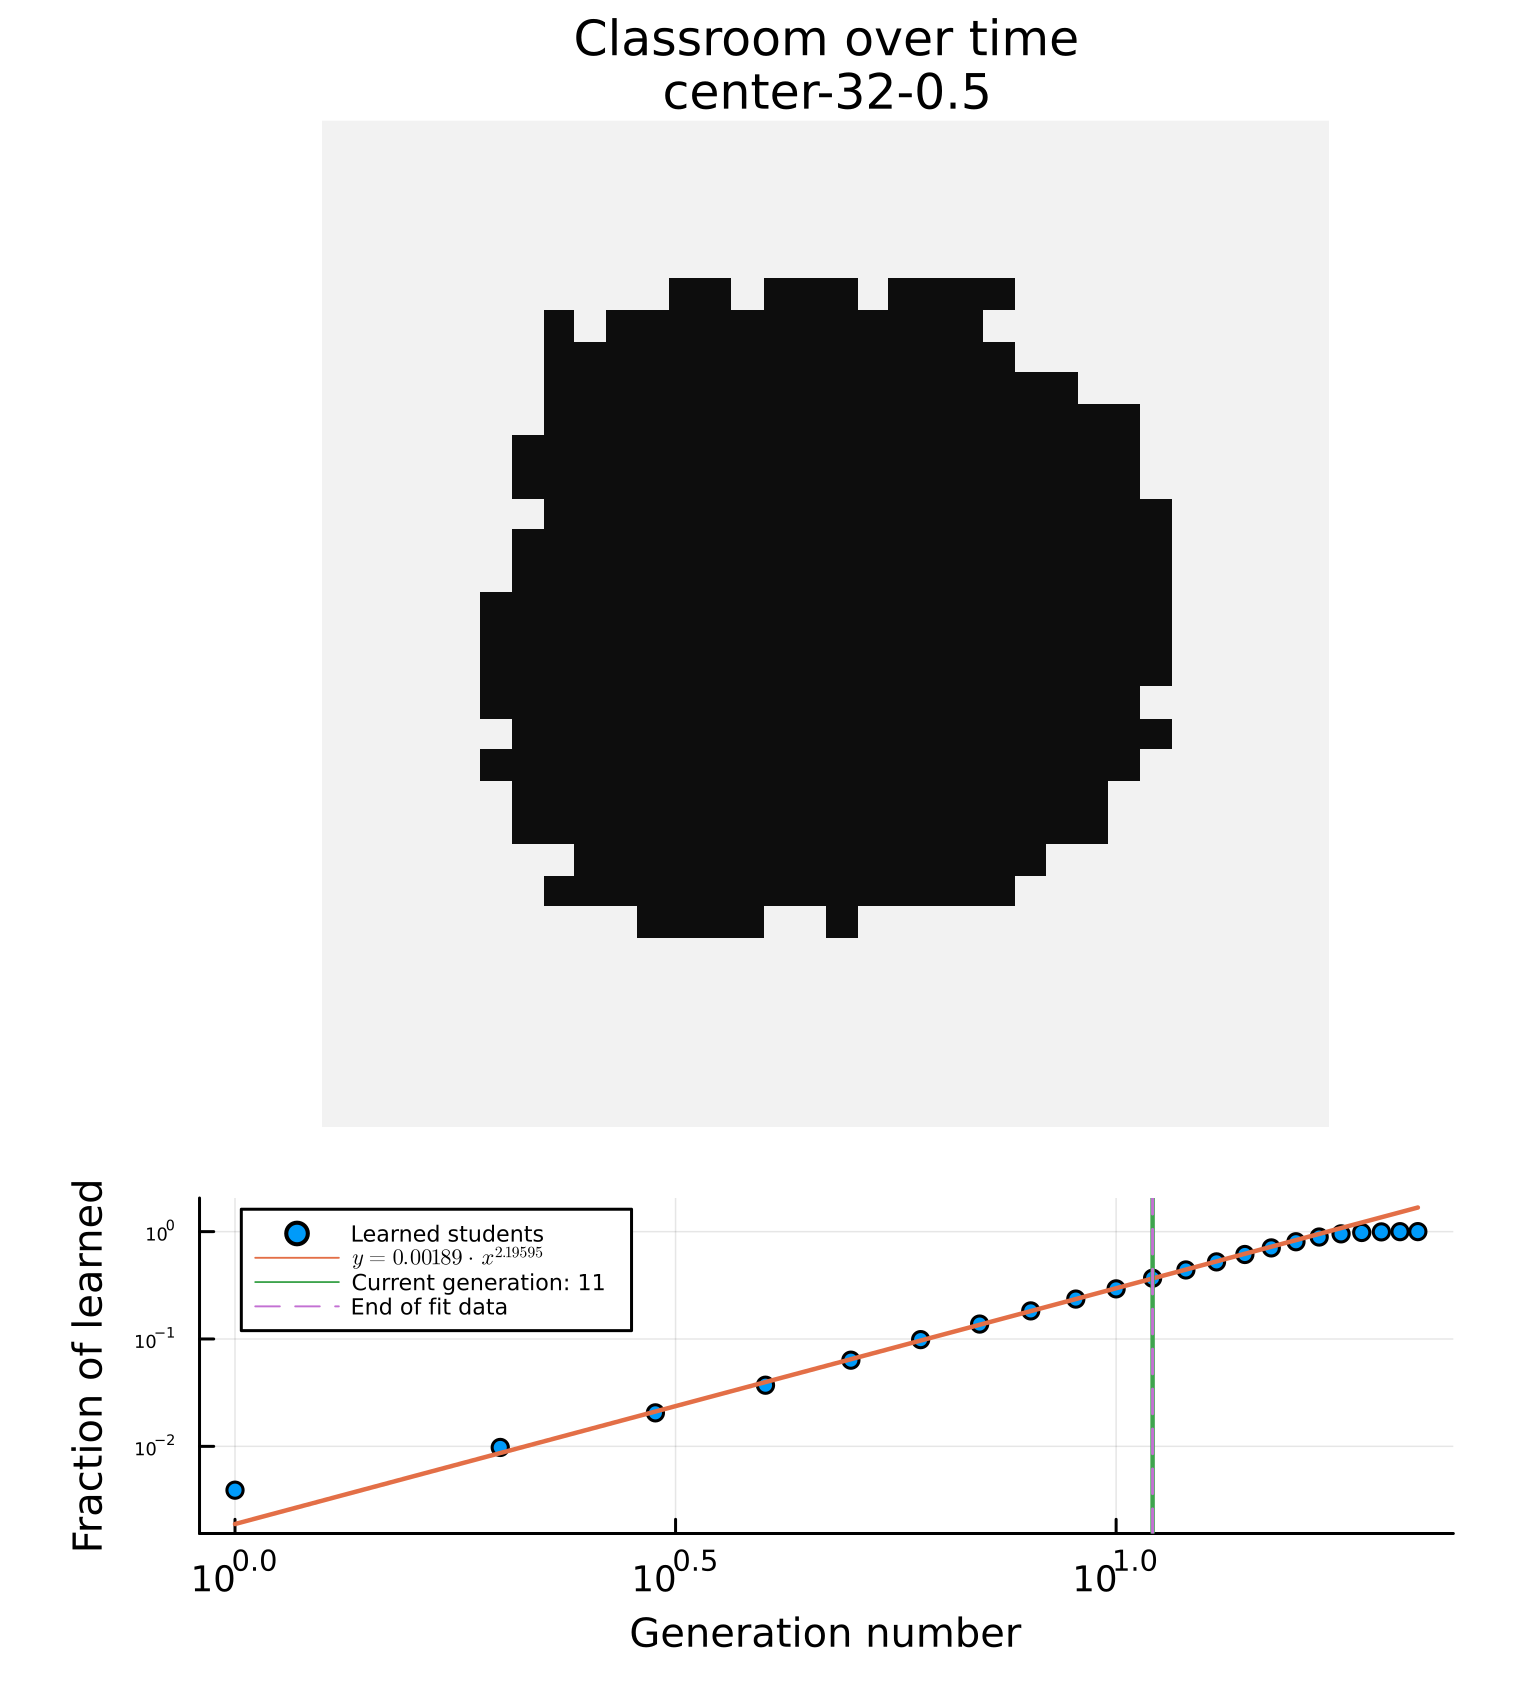 Classroom over time
center-32-0.5
Fraction of learned
10^0
10^−1
10^−2
Learned students
y = 0.00189 · x^2.19595
Current generation: 11
End of fit data
10^0.0 10^0.5 10^1.0
Generation number